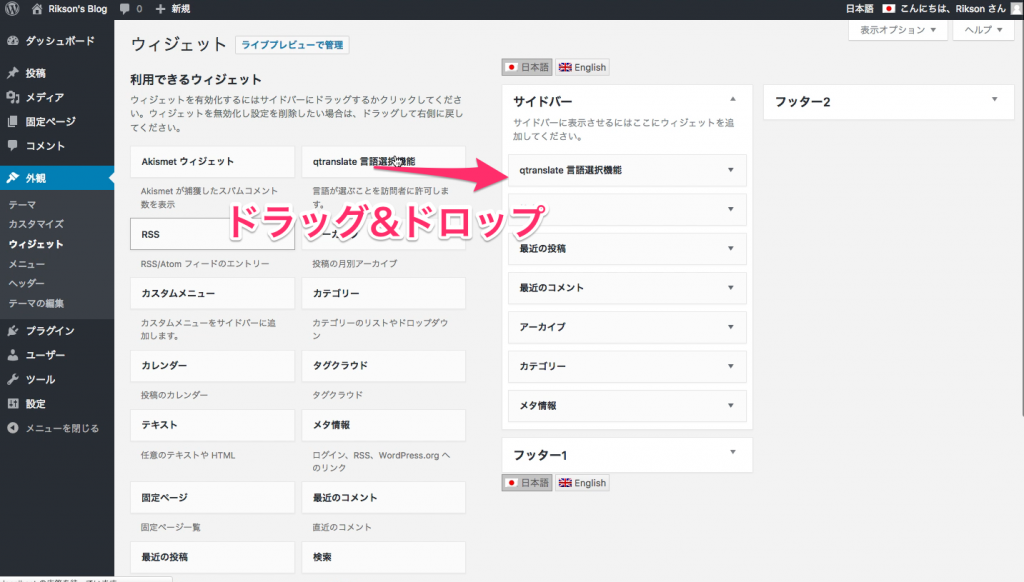 Rikson's Blog 0 新規
日本語 こんにちは、Rikson さん
ダッシュボード
投稿
メディア
固定ページ
コメント
外観
テーマ
カスタマイズ
ウィジェット
メニュー
ヘッダー
テーマの編集
プラグイン
ユーザー
ツール
設定
メニューを閉じる
表示オプション ▼
ヘルプ ▼
ウィジェット ライブプレビューで管理
利用できるウィジェット
ウィジェットを有効化するにはサイドバーにドラッグするかクリックしてくださ
い。ウィジェットを無効化し設定を削除したい場合は、ドラッグして右側に戻し
てください。
Akismet ウィジェット
Akismet が捕獲したスパムコメント
数を表示
qtranslate 言語選択機能
言語が選ぶことを訪問者に許可しま
す。
ドラッグ&ドロップ
RSS
RSS/Atom フィードのエントリー
投稿の月別アーカイブ
カスタムメニュー
カスタムメニューをサイドバーに追
加します。
カテゴリー
カテゴリーのリストやドロップダウ
ン
カレンダー
投稿のカレンダー
タグクラウド
タグクラウド
テキスト
任意のテキストや HTML
メタ情報
ログイン、RSS、WordPress.org へ
のリンク
固定ページ
固定ページ一覧
最近のコメント
直近のコメント
最近の投稿
検索
日本語 English
サイドバー
サイドバーに表示させるにはここにウィジェットを追
加してください。
qtranslate 言語選択機能
最近の投稿
最近のコメント
アーカイブ
カテゴリー
メタ情報
フッター1
日本語 English
フッター2